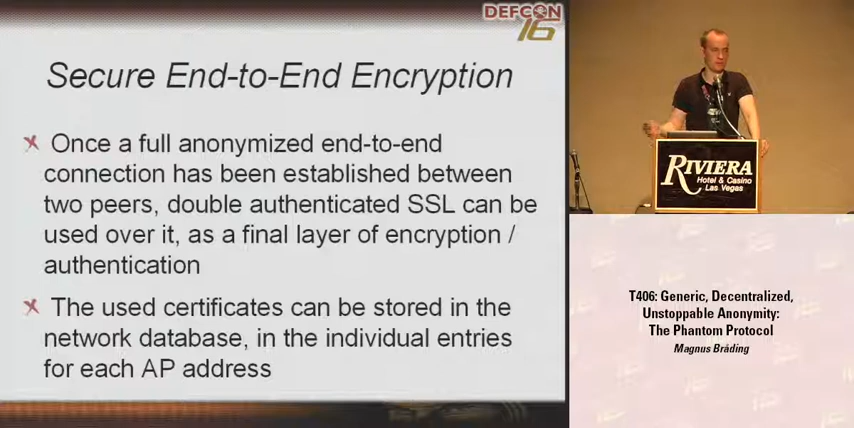 DEFCON
16
Secure End-to-End Encryption
Once a full anonymized end-to-end
connection has been established between
two peers, double authenticated SSL can be
used over it, as a final layer of encryption /
authentication
The used certificates can be stored in the
network database, in the individual entries
for each AP address
RIVIERA
Hotel & Casino
Las Vegas
T406: Generic, Decentralized,
Unstoppable Anonymity:
The Phantom Protocol
Magnus Bråding